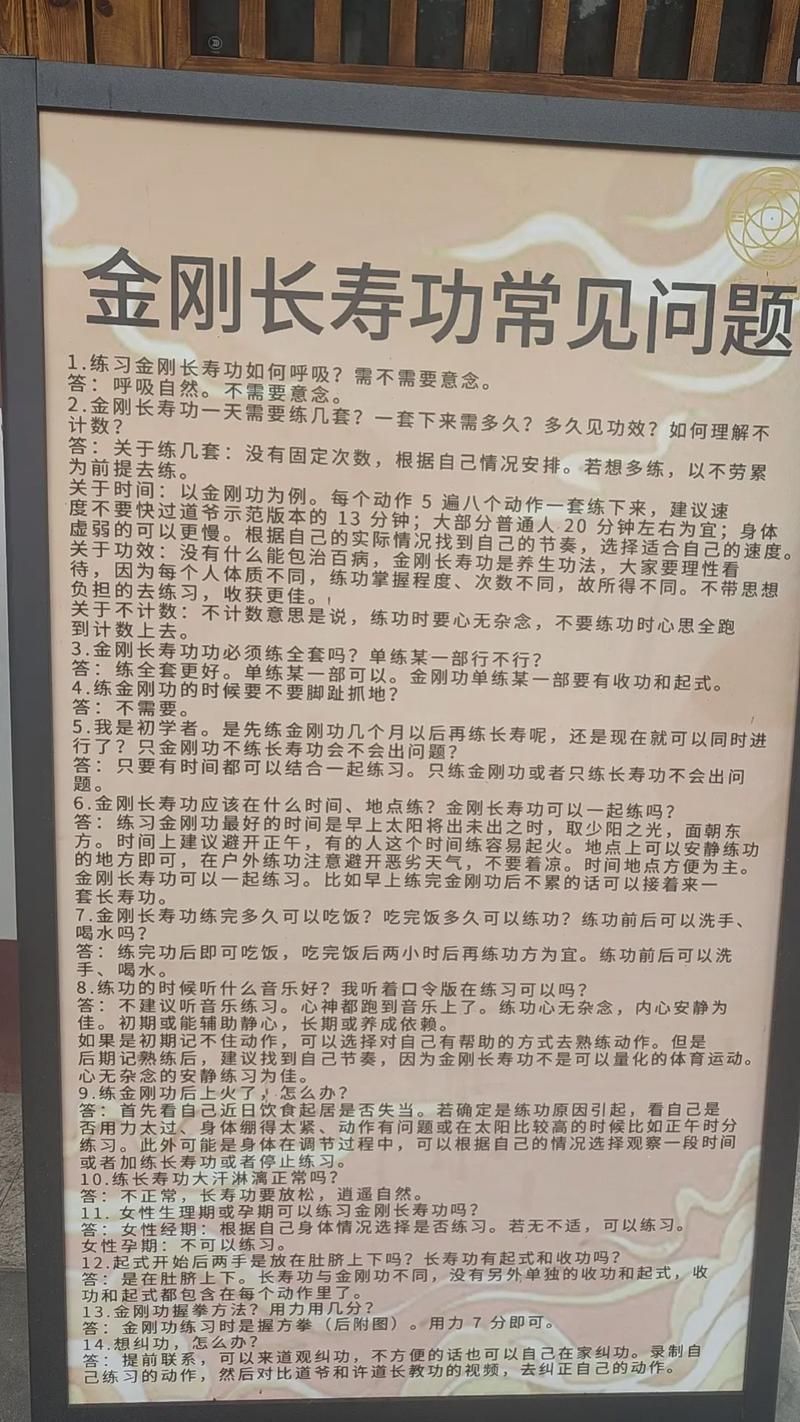 金刚长寿功常见问题
1.练习金刚长寿功如何呼吸？需不需要意念。
答：呼吸自然。不需要意念。
2.金刚长寿功一天需要练几套？一套下来需多久？多久见功效？如何理解不
计数？
答：关于练几套：没有固定次数，根据自己情况安排。若想多练，以不劳累
为前提去练。
关于时间：以金刚功为例。每个动作 5 遍八个动作一套练下来，建议速
度不要快过道爷示范版本的 13 分钟；大部分普通人 20 分钟左右为宜；身体
虚弱的可以更慢。根据自己的实际情况找到自己的节奏，选择适合自己的速度。
关于功效：没有什么能包治百病，金刚长寿功是养生功法，大家要理性看
待，因为每个人体质不同，练功掌握程度、次数不同，故所得不同。不带思想
负担的去练习，收获更佳。
关于不计数：不计数意思是说，练功时要心无杂念，不要练功时心思全跑
到计数上去。
3.金刚长寿功功必须练全套吗？单练某一部行不行？
答：练全套更好。单练某一部可以。金刚功单练某一部要有收功和起式。
4.练金刚功的时候要不要脚趾抓地？
答：不需要。
5.我是初学者。是先练金刚功几个月以后再练长寿呢，还是现在就可以同时进
行了？只金刚功不练长寿功会不会出问题？
答：只要有时间都可以结合一起练习。只练金刚功或者只练长寿功不会出问
题。
6.金刚长寿功应该在什么时间、地点练？金刚长寿功可以一起练吗？
答：练习金刚功最好的时间是早上太阳将出未出之时，取少阳之光，面朝东
方。时间上建议避开正午，有的人这个时间练容易起火。地点上可以安静练功
的地方即可，在户外练功注意避开恶劣天气，不要着凉。时间地点方便为主。
金刚长寿功可以一起练习。比如早上练完金刚功后不累的话可以接着来一
套长寿功。
7.金刚长寿功练完多久可以吃饭？吃完饭多久可以练功？练功前后可以洗手、
喝水吗？
答：练完功后即可吃饭，吃完饭后两小时后再练功方为宜。练功前后可以洗
手、喝水。
8.练功的时候听什么音乐好？我听着口令版在练习可以吗？
答：不建议听音乐练习。心神都跑到音乐上了。练功心无杂念，内心安静为
佳。初期或能辅助静心，长期或养成依赖。
如果是初期记不住动作，可以选择对自己有帮助的方式去熟练动作。但是
后期记熟练后，建议找到自己节奏，因为金刚长寿功不是可以量化的体育运动。
心无杂念的安静练习为佳。
9.练金刚功后上火了，怎么办？
答：首先看自己近日饮食起居是否失当。若确定是练功原因引起，看自己是
否用力太过、身体绷得太紧、动作有问题或在太阳比较高的时候比如正午时分
练习。此外可能是身体在调节过程中，可以根据自己的情况选择观察一段时间
或者加练长寿功或者停止练习。
10.练长寿功大汗淋漓正常吗？
答：不正常，长寿功要放松，逍遥自然。
11. 女性生理期或孕期可以练习金刚长寿功吗？
答：女性经期：根据自己身体情况选择是否练习。若无不适，可以练习。
女性孕期：不可以练习。
12.起式开始后两手是放在肚脐上下吗？长寿功有起式和收功吗？
答：是在肚脐上下。长寿功与金刚功不同，没有另外单独的收功和起式，收
功和起式都包含在每个动作里了。
13.金刚功握拳方法？用力用几分？
答：金刚功练习时是握方拳（后附图）。用力 7 分即可。
14.想纠功，怎么办？
答：提前联系，可以来道观纠功，不方便的话也可以自己在家纠功。录制自
己练习的动作，然后对比道爷和许道长教功的视频，去纠正自己的动作。